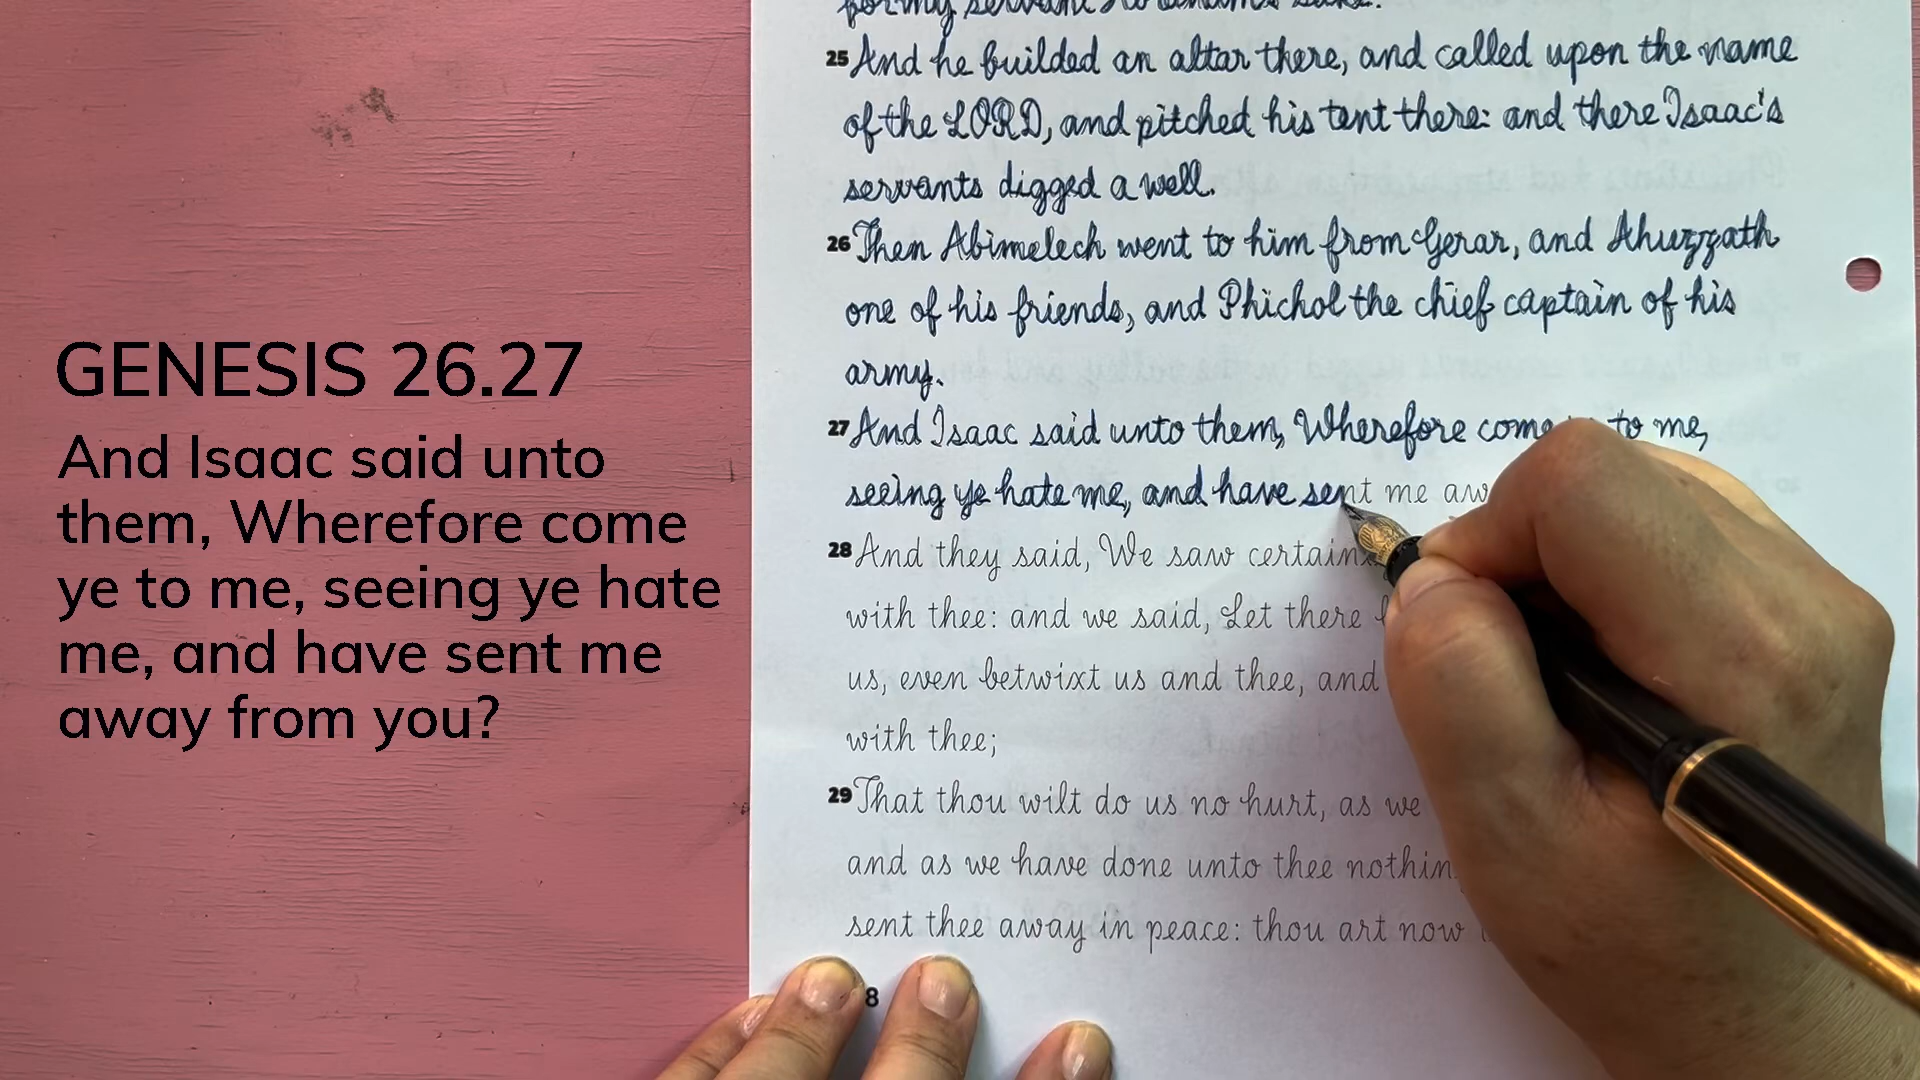 GENESIS 26.27
And Isaac said unto
them, Wherefore come
ye to me, seeing ye hate
me, and have sent me
away from you?
for my servant
25 And he builded an altar there, and called upon the name
of the LORD, and pitched his tent there: and there Isaac's
servants digged a well.
26 Then Abimelech went to him from Gerar, and Ahuzzath
one of his friends, and Phichol the chief captain of his
army.
27 And Isaac said unto them, Wherefore come to me,
seeing ye hate me, and have sent me aw
28 And they said, We saw certain
with thee: and we said, Let there
us, even betwixt us and thee, and
with thee;
29 That thou wilt do us no hurt, as we
and as we have done unto thee nothin
sent thee away in peace: thou art now
8